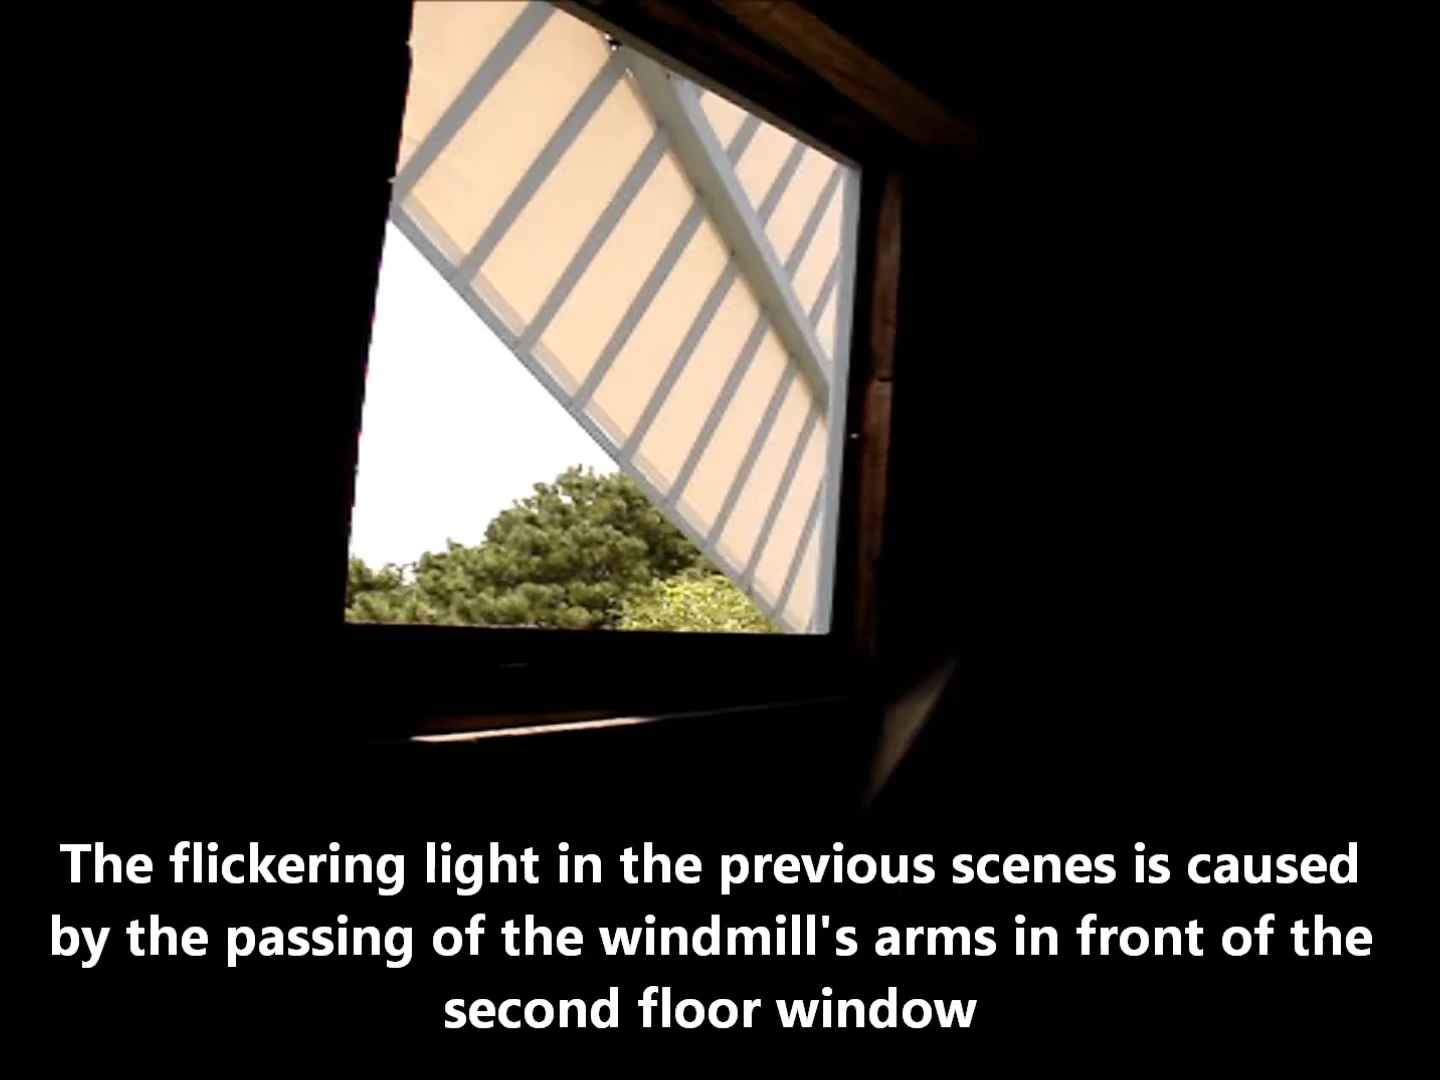 The flickering light in the previous scenes is caused
by the passing of the windmill's arms in front of the
second floor window